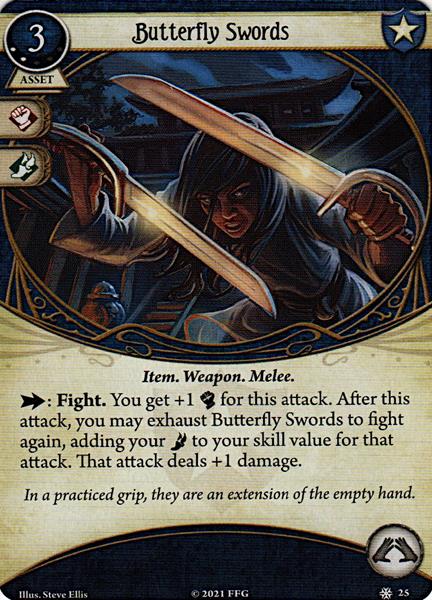 3
Butterfly Swords
ASSET
Item. Weapon. Melee.
: Fight. You get +1 for this attack. After this
attack, you may exhaust Butterfly Swords to fight
again, adding your to your skill value for that
attack. That attack deals +1 damage.
In a practiced grip, they are an extension of the empty hand.
Illus. Steve Ellis
© 2021 FFG
25